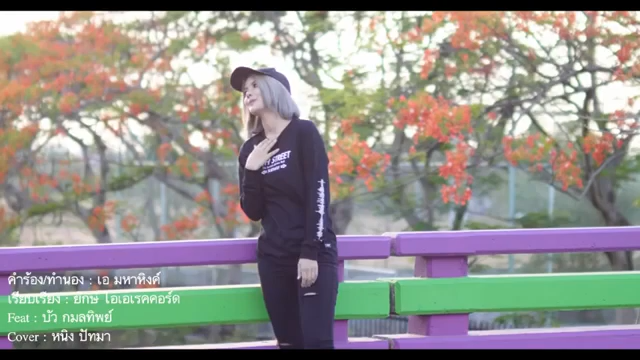 STREET
คำร้อง/ทำนอง : เอ มหาหิงค์
เรียบเรียง : ยักษ์ โอเอเรคคอร์ด
Feat : บัว กมลทิพย์
Cover : หนิง ปัทมา